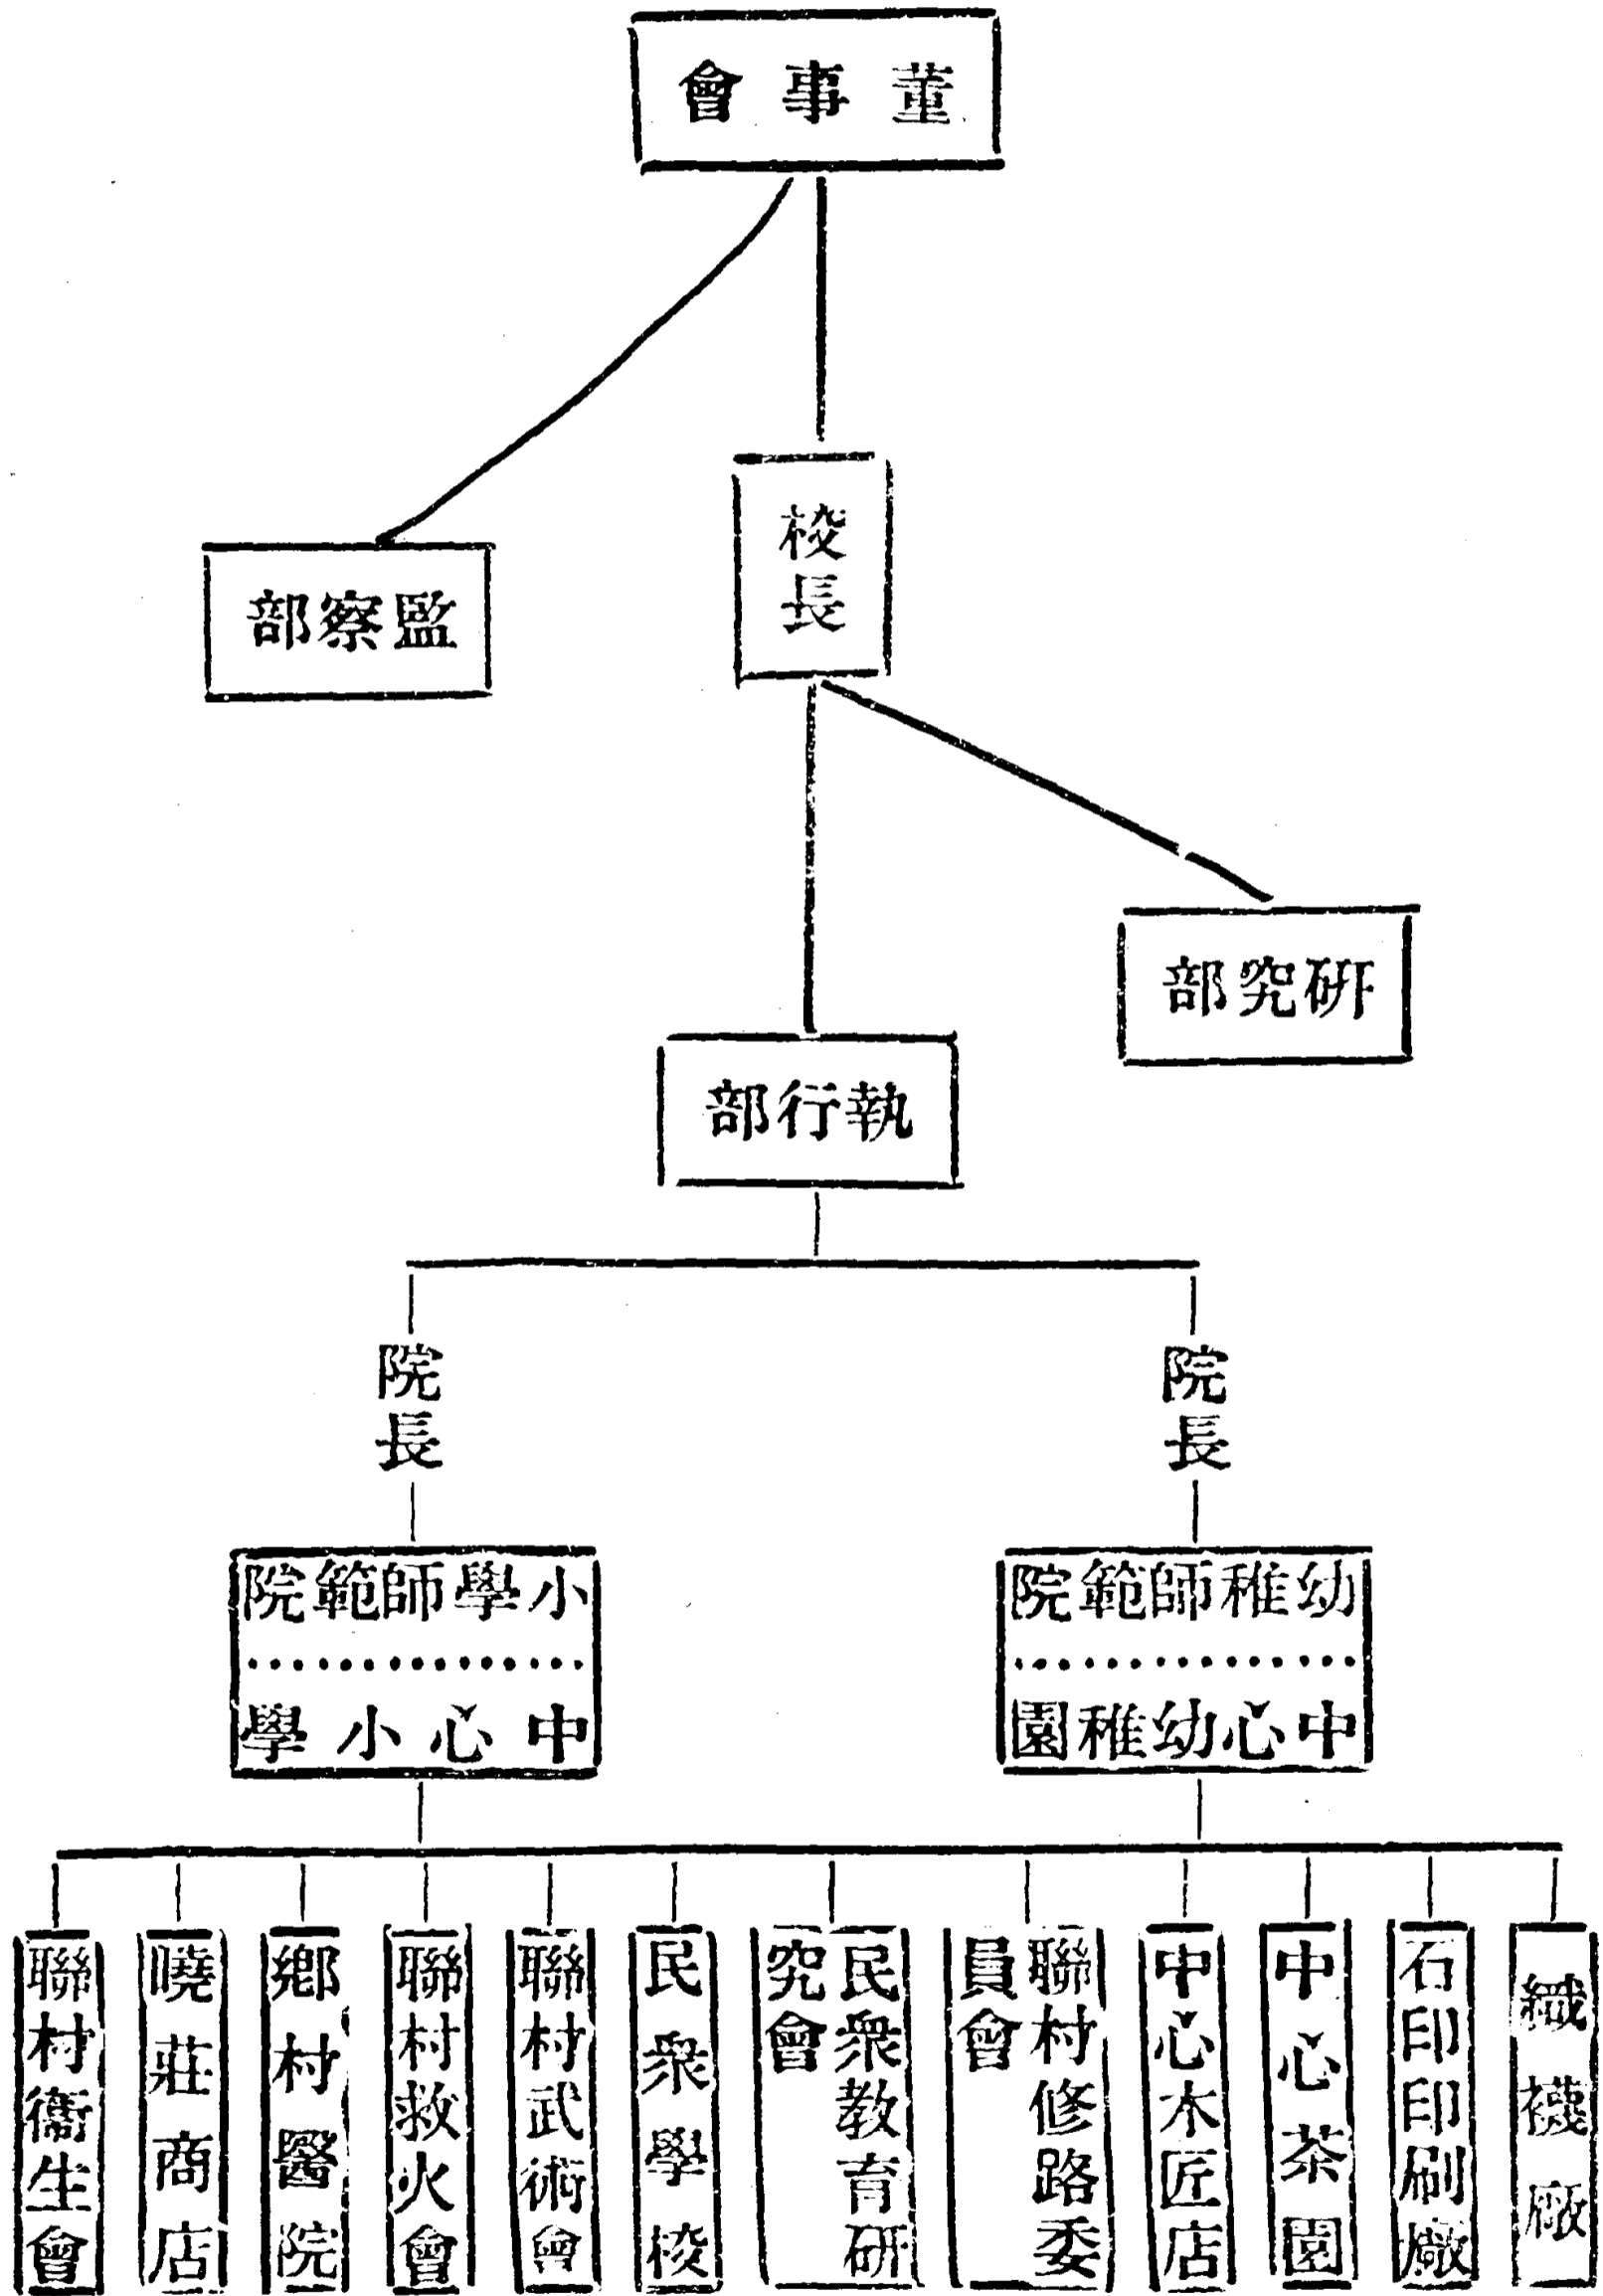 董事會
校長
監察部
研究部
執行部
院長
院長
幼稚師範院
中心幼稚園
小學師範院
中心小學
織襪廠
石印印刷廠
中心茶園
中心木匠店
聯村修路委
員會
民衆教育研
究會
民衆學校
聯村武術會
聯村救火會
鄉村醫院
曉莊商店
聯村衞生會